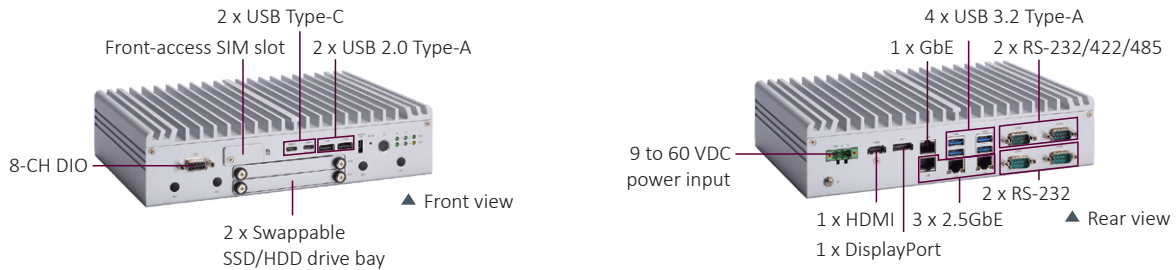 2 x USB Type-C
Front-access SIM slot
2 x USB 2.0 Type-A
8-CH DIO
▲ Front view
2 x Swappable
SSD/HDD drive bay
4 x USB 3.2 Type-A
1 x GbE
2 x RS-232/422/485
9 to 60 VDC
power input
2 x RS-232
1 x HDMI
3 x 2.5GbE
▲ Rear view
1 x DisplayPort